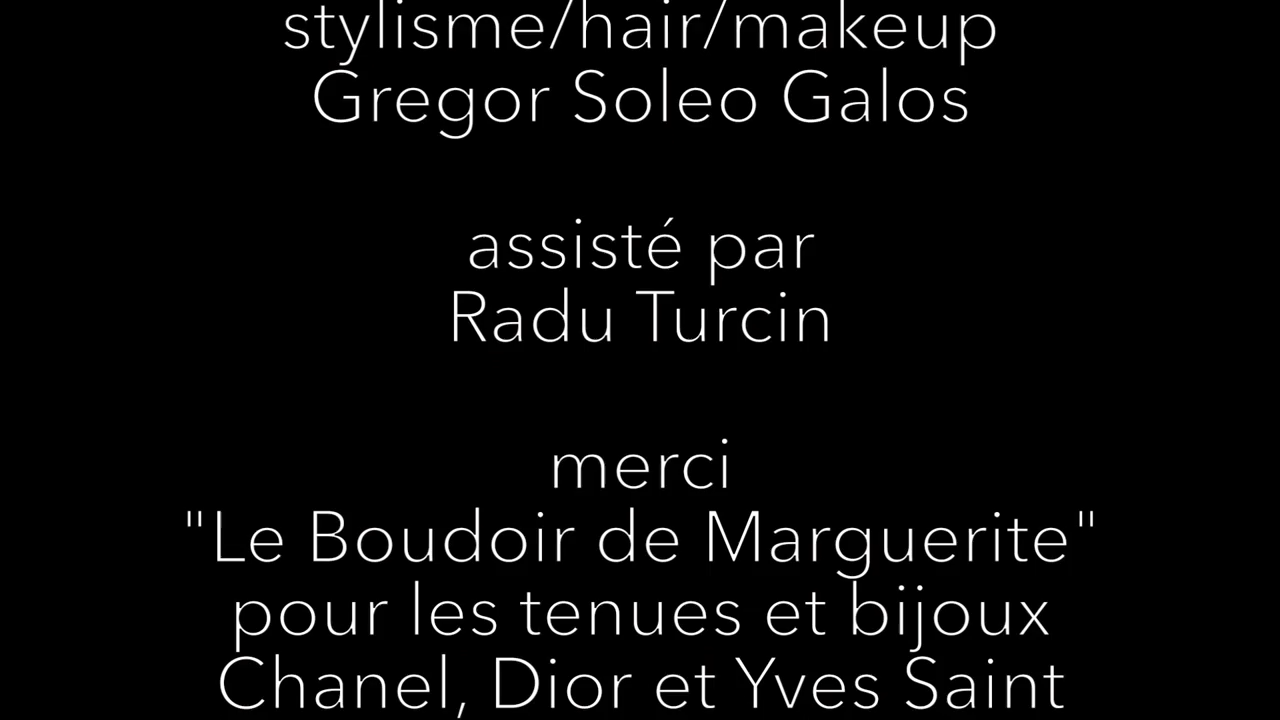 stylisme/hair/makeup
Gregor Soleo Galos
assisté par
Radu Turcin
merci
"Le Boudoir de Marguerite"
pour les tenues et bijoux
Chanel, Dior et Yves Saint